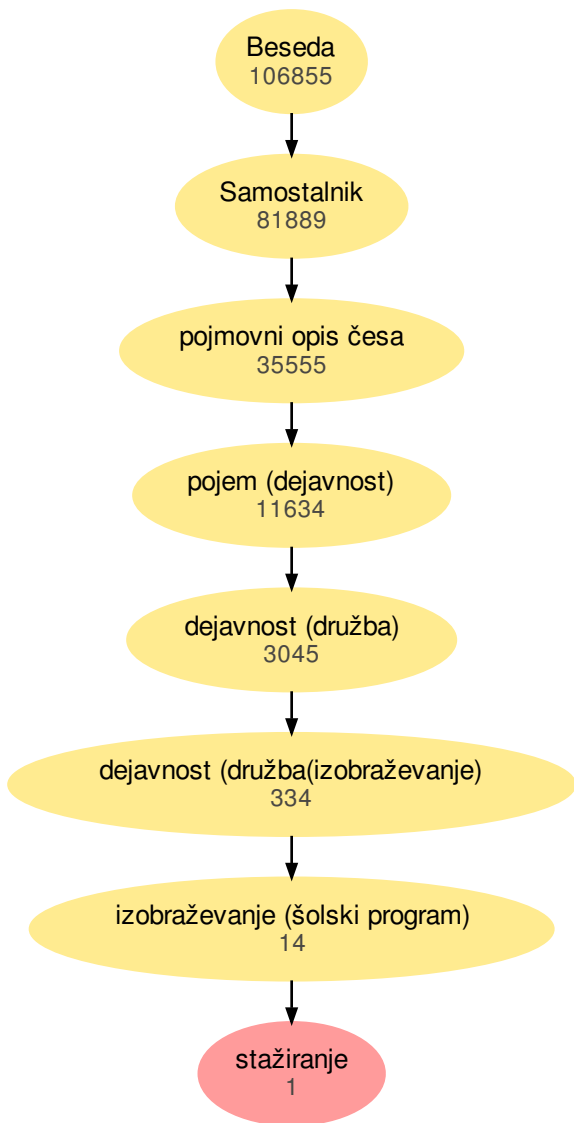 Beseda
106855
Samostalnik
81889
pojmovni opis česa
35555
pojem (dejavnost)
11634
dejavnost (družba)
3045
dejavnost (družba(izobraževanje)
334
izobraževanje (šolski program)
14
stažiranje
1